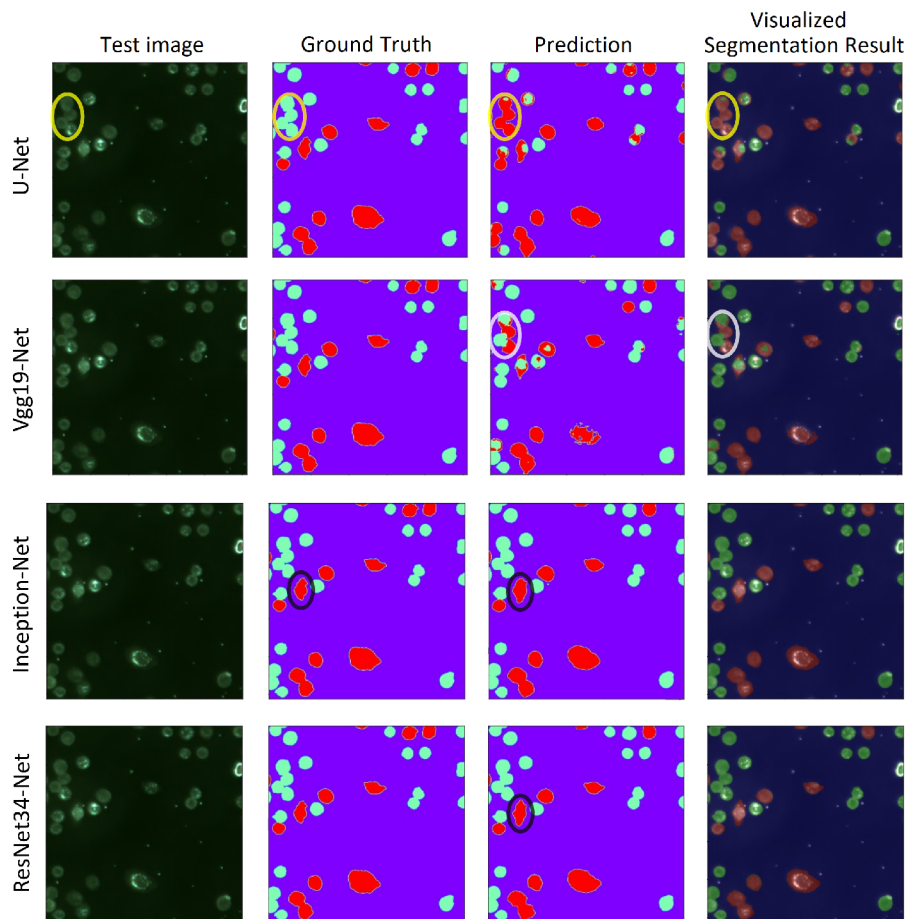 Test image
Ground Truth
Prediction
Visualized
Segmentation Result
U-Net
Vgg19-Net
Inception-Net
ResNet34-Net